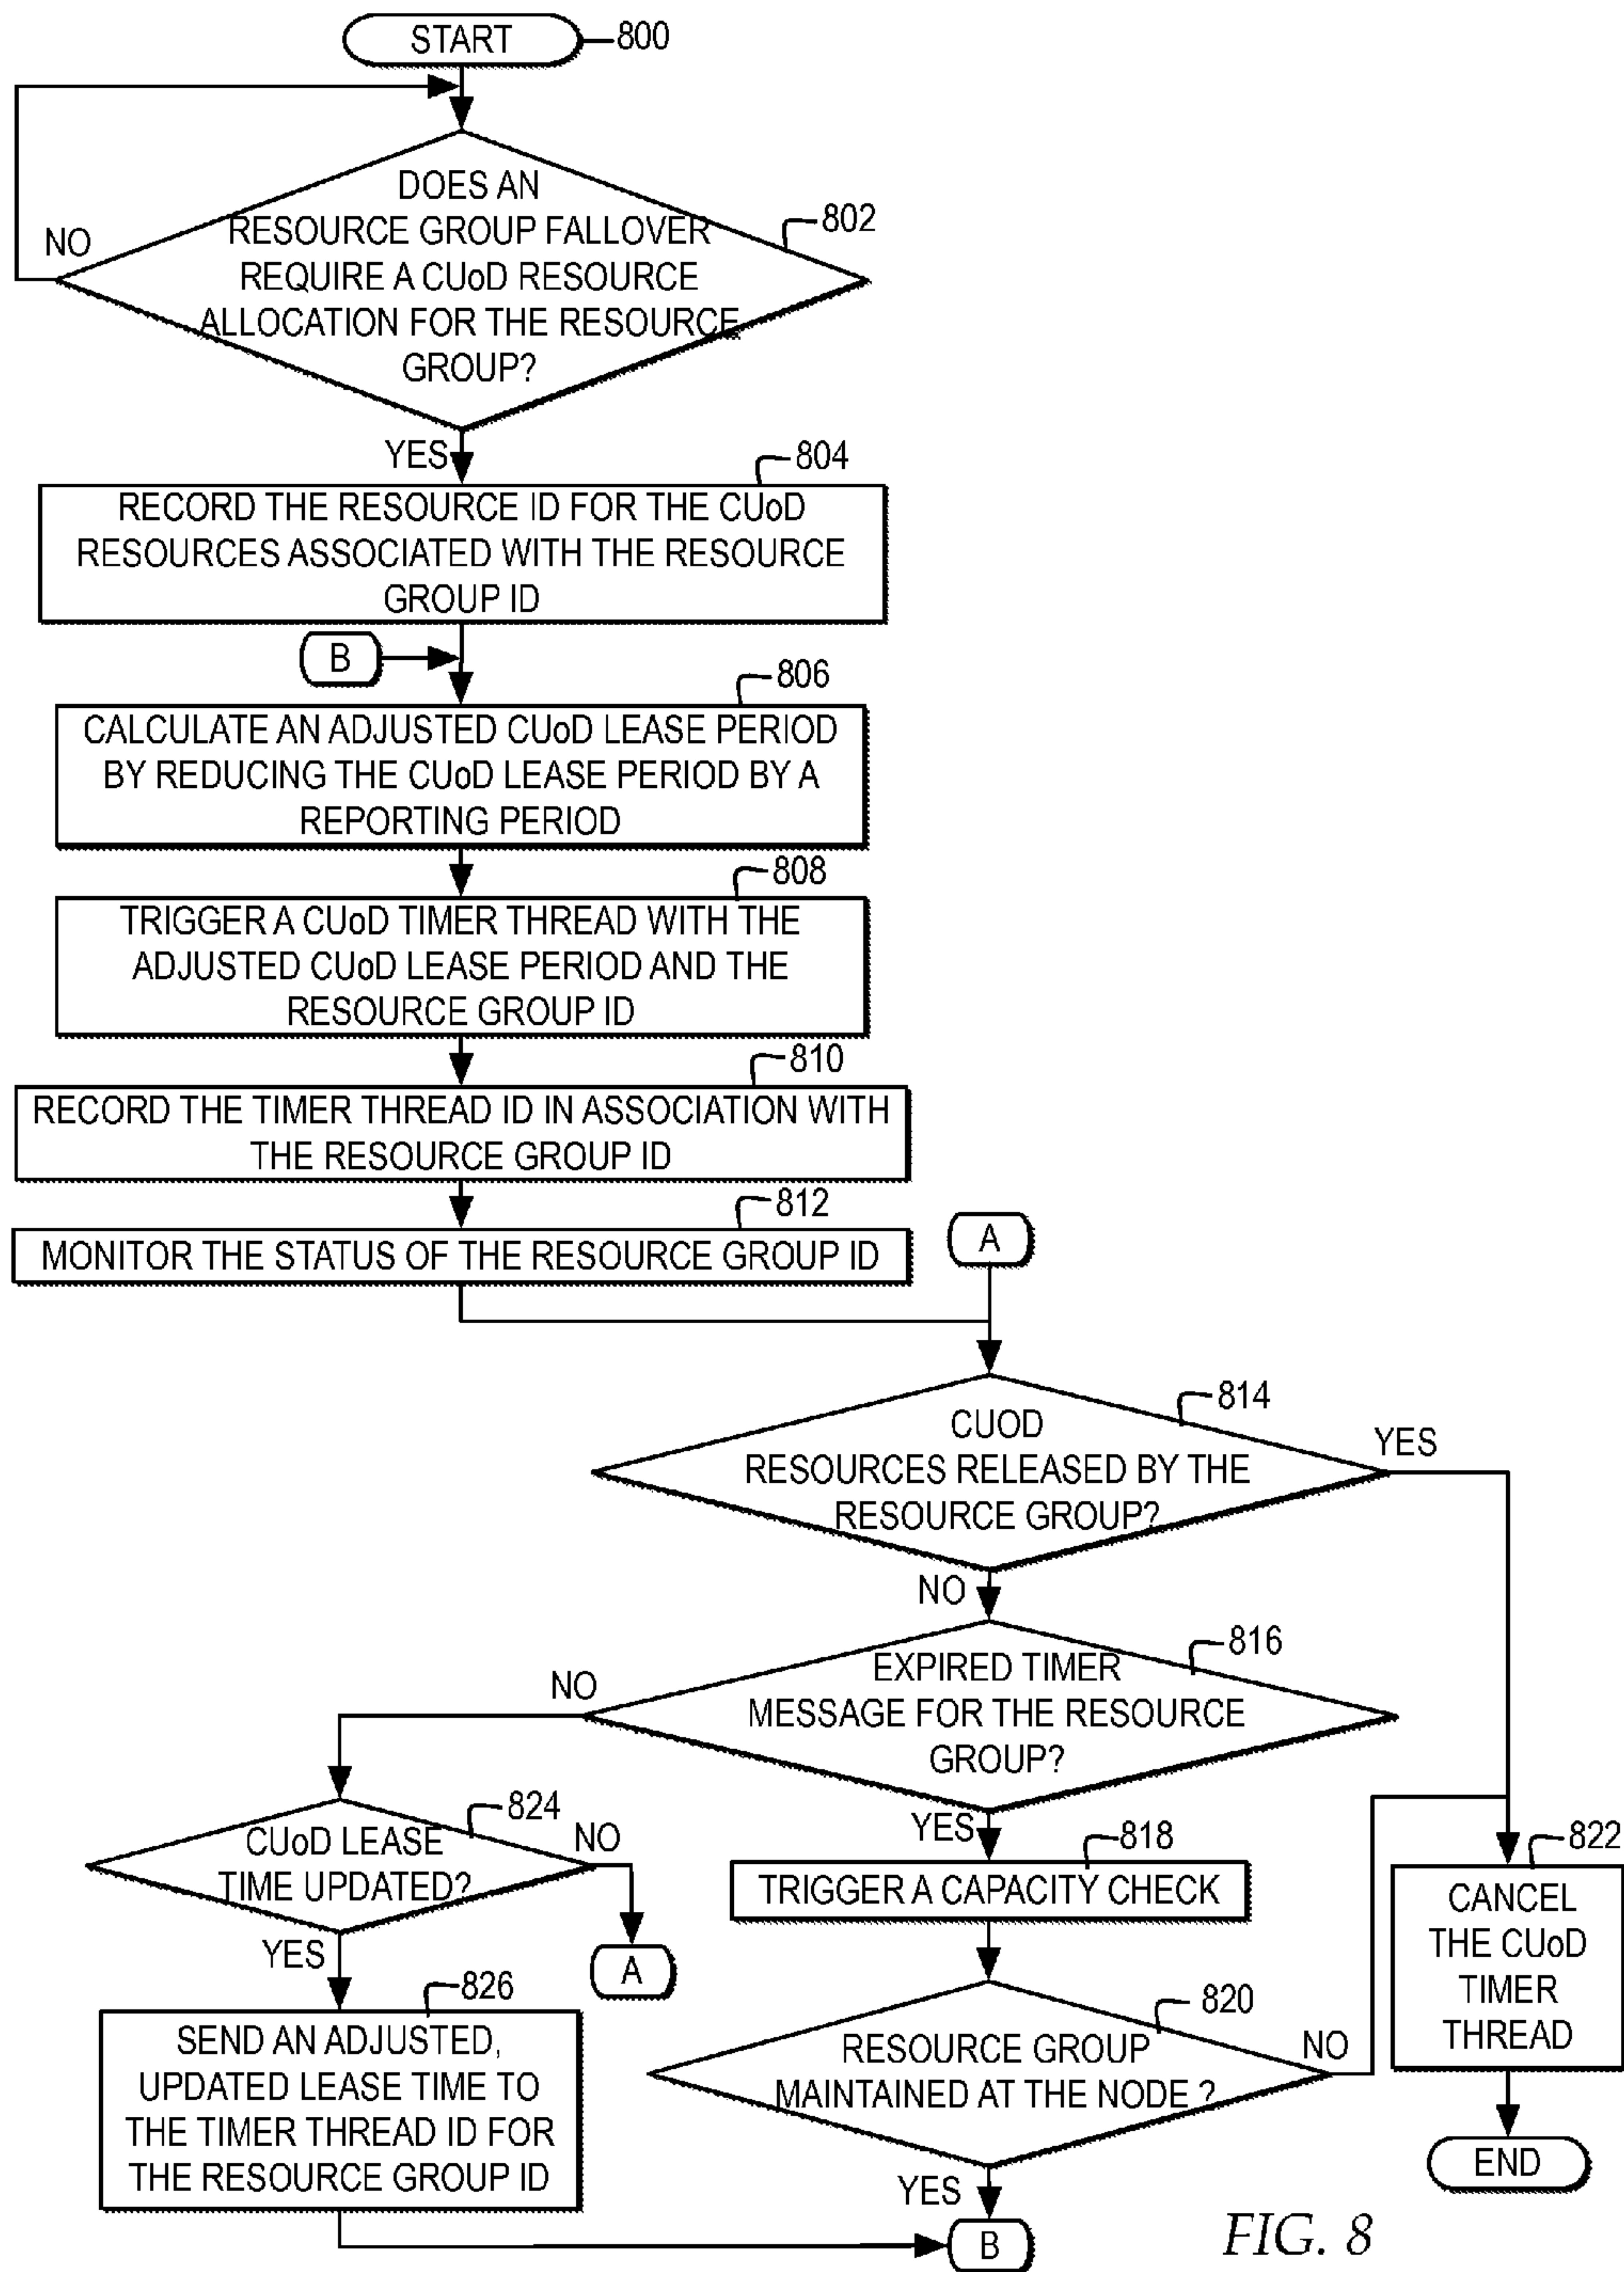 START
800
DOES AN
RESOURCE GROUP FALLOVER
REQUIRE A CUoD RESOURCE
ALLOCATION FOR THE RESOURCE
GROUP?
802
NO
YES
804
RECORD THE RESOURCE ID FOR THE CUoD
RESOURCES ASSOCIATED WITH THE RESOURCE
GROUP ID
B
806
CALCULATE AN ADJUSTED CUoD LEASE PERIOD
BY REDUCING THE CUoD LEASE PERIOD BY A
REPORTING PERIOD
808
TRIGGER A CUoD TIMER THREAD WITH THE
ADJUSTED CUoD LEASE PERIOD AND THE
RESOURCE GROUP ID
810
RECORD THE TIMER THREAD ID IN ASSOCIATION WITH
THE RESOURCE GROUP ID
812
MONITOR THE STATUS OF THE RESOURCE GROUP ID
A
814
CUOD
RESOURCES RELEASED BY THE
RESOURCE GROUP?
YES
NO
816
EXPIRED TIMER
MESSAGE FOR THE RESOURCE
GROUP?
NO
YES
824
CUoD LEASE
TIME UPDATED?
NO
A
YES
826
SEND AN ADJUSTED,
UPDATED LEASE TIME TO
THE TIMER THREAD ID FOR
THE RESOURCE GROUP ID
818
TRIGGER A CAPACITY CHECK
820
RESOURCE GROUP
MAINTAINED AT THE NODE ?
NO
YES
B
822
CANCEL
THE CUoD
TIMER
THREAD
END
FIG. 8